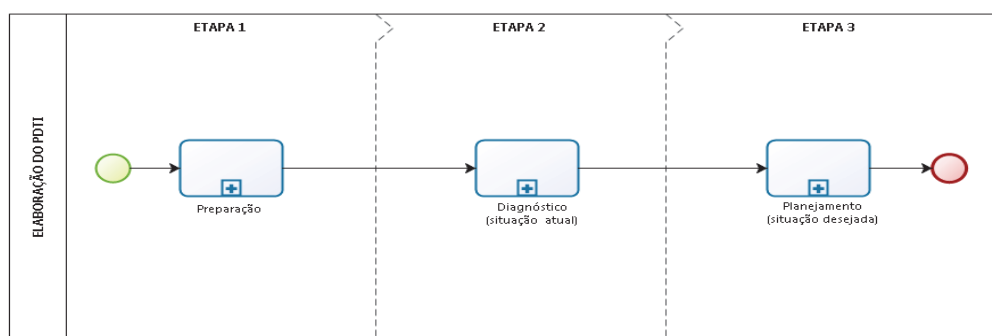 ELABORAÇÃO DO PDTI
ETAPA 1
ETAPA 2
ETAPA 3
Preparação
Diagnóstico
(situação atual)
Planejamento
(situação desejada)